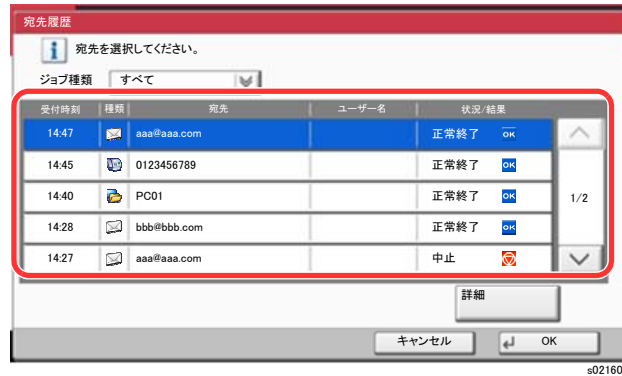 宛先履歴
宛先を選択してください。
ジョブ種類 すべて
受付時刻 種類 宛先 ユーザー名 状況/結果
14:47 aaa@aaa.com 正常終了 OK
14:45 0123456789 正常終了 OK
14:40 PC01 正常終了 OK
1/2
14:28 bbb@bbb.com 正常終了 OK
14:27 aaa@aaa.com 中止
詳細
キャンセル OK
s02160